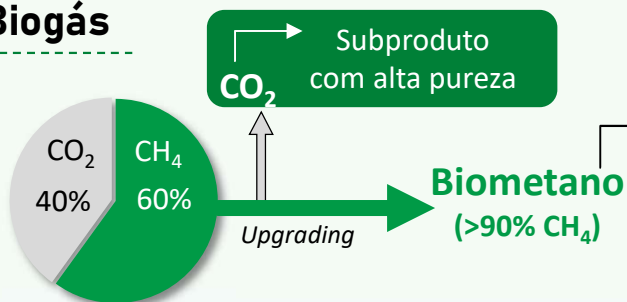 Biogás
Subproduto
com alta pureza
CO₂
CO₂
40%
CH₄
60%
Upgrading
Biometano
(>90% CH₄)